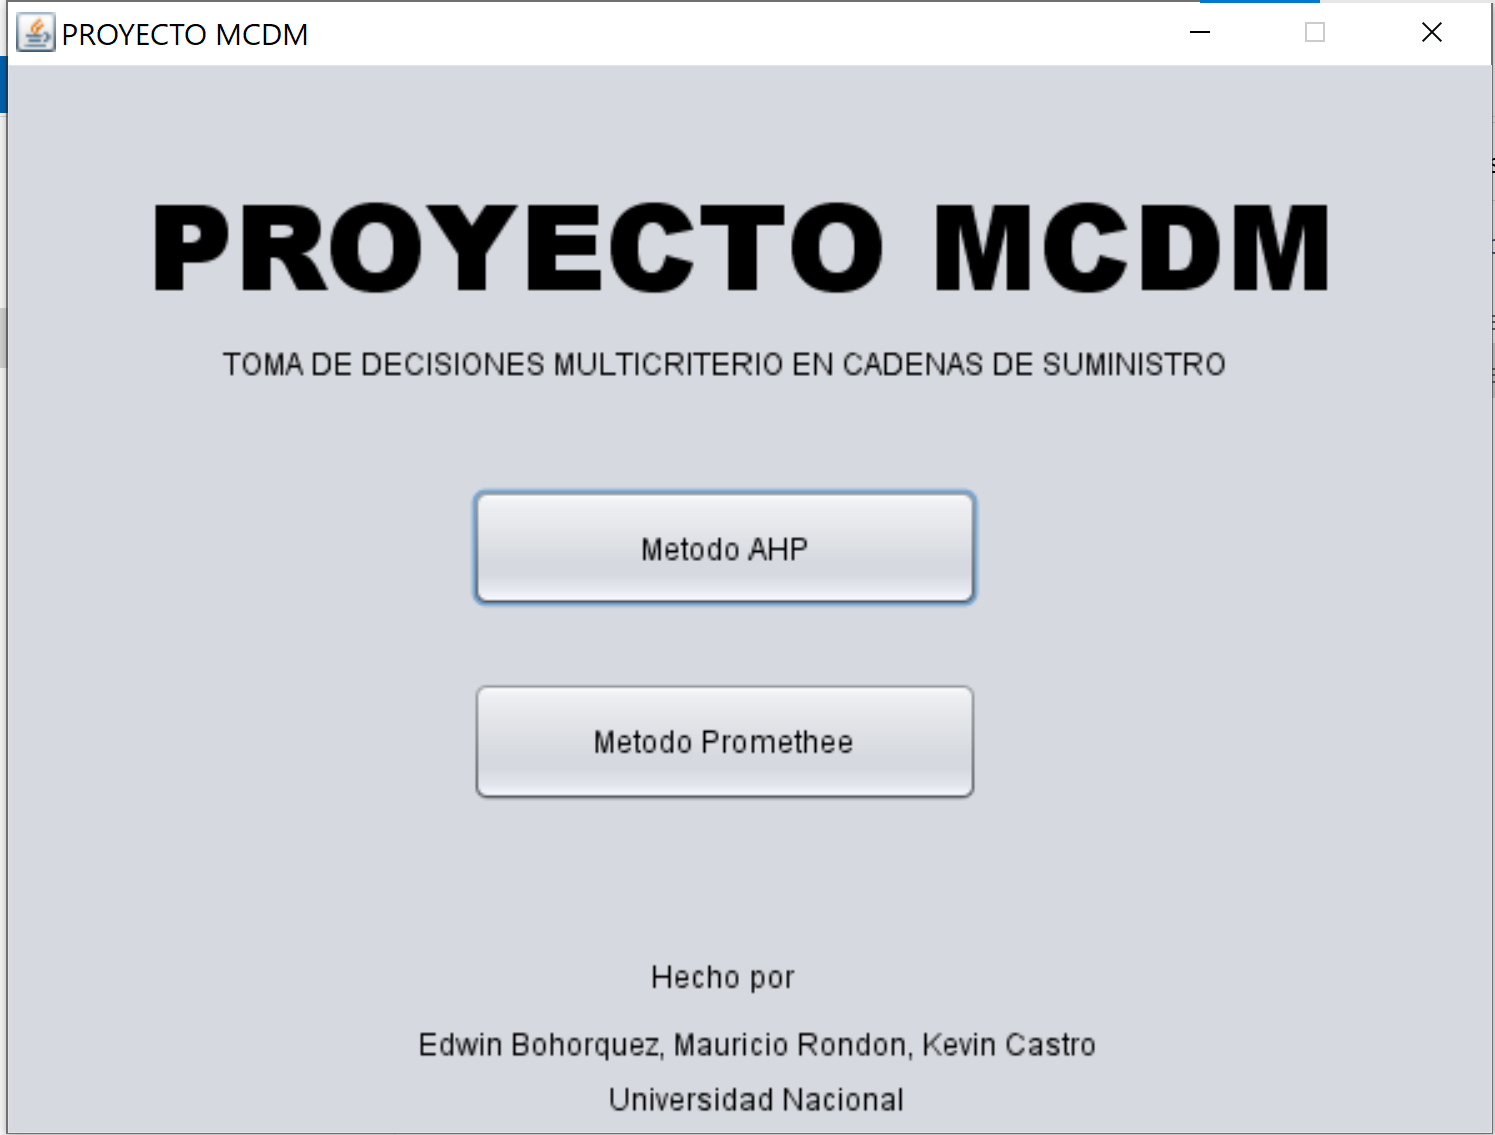 PROYECTO MCDM
PROYECTO MCDM
TOMA DE DECISIONES MULTICRITERIO EN CADENAS DE SUMINISTRO
Metodo AHP
Metodo Promethee
Hecho por
Edwin Bohorquez, Mauricio Rondon, Kevin Castro
Universidad Nacional